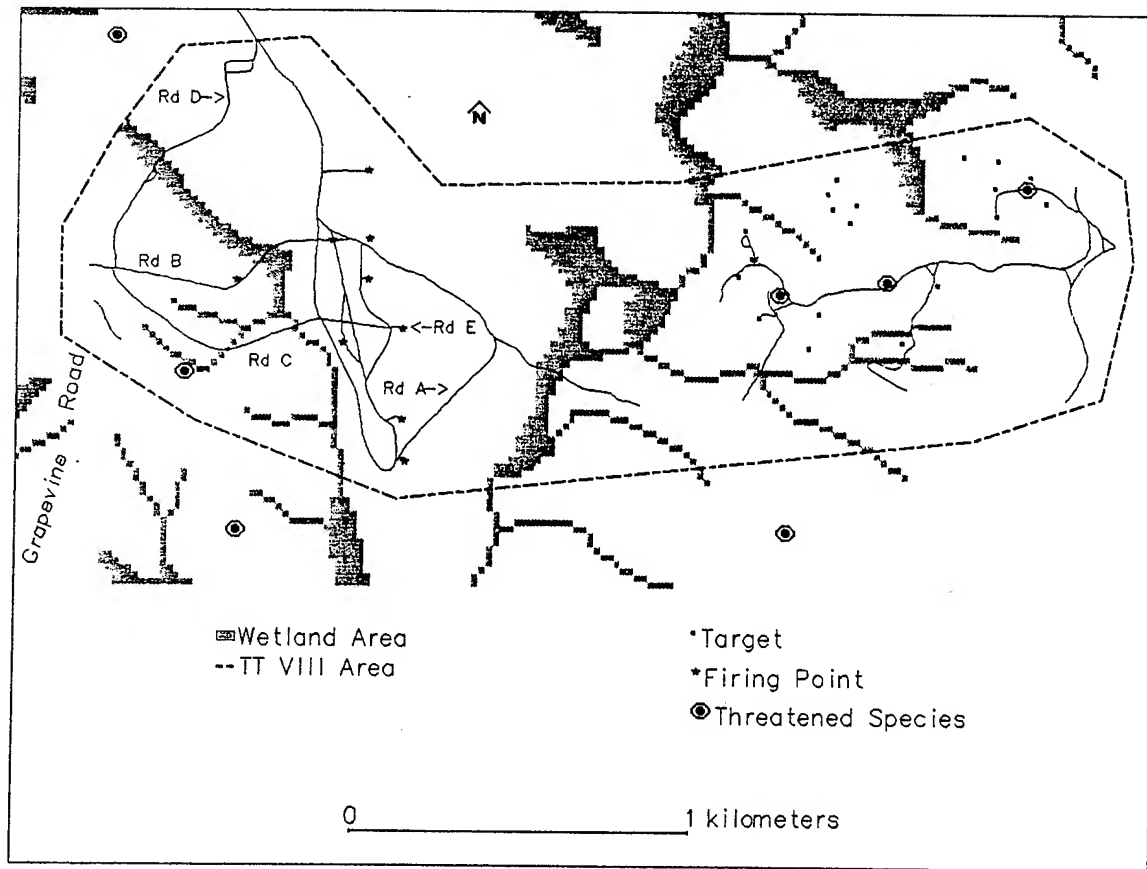 Rd D->
N
Rd B
<-Rd E
Rd C
Rd A->
Grapevine Road
Wetland Area
-- TT VIII Area
Target
*Firing Point
Threatened Species
0
1 kilometers